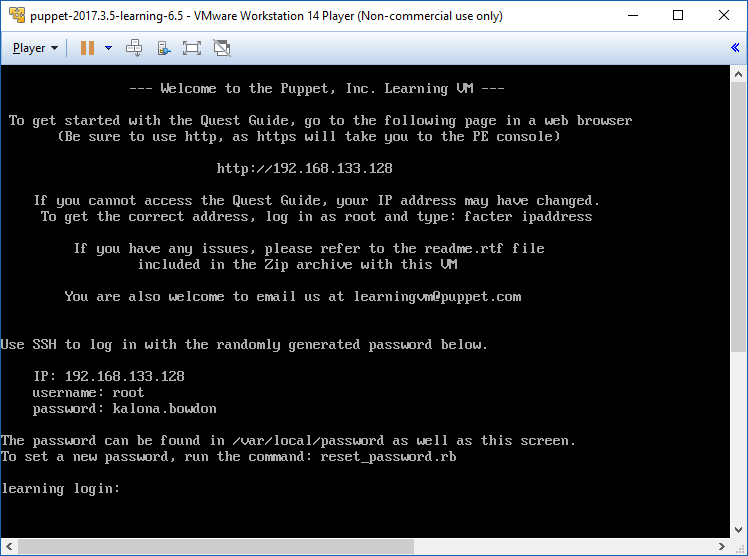 puppet-2017.3.5-learning-6.5 - VMware Workstation 14 Player (Non-commercial use only)
Player
--- Welcome to the Puppet, Inc. Learning VM ---
To get started with the Quest Guide, go to the following page in a web browser
(Be sure to use http, as https will take you to the PE console)
http://192.168.133.128
If you cannot access the Quest Guide, your IP address may have changed.
To get the correct address, log in as root and type: facter ipaddress
If you have any issues, please refer to the readme.rtf file
included in the Zip archive with this VM
You are also welcome to email us at learningvm@puppet.com
Use SSH to log in with the randomly generated password below.
IP: 192.168.133.128
username: root
password: kalona.bowdon
The password can be found in /var/local/password as well as this screen.
To set a new password, run the command: reset_password.rb
learning login: